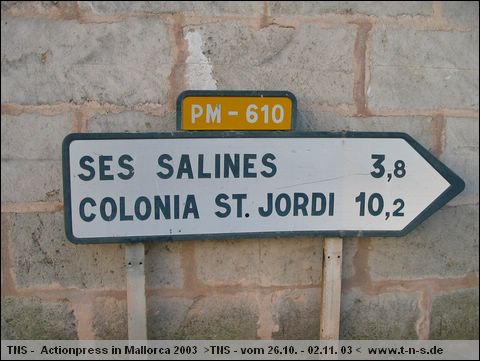 PM - 610
SES SALINES 3,8
COLONIA ST. JORDI 10,2
TNS - Actionpress in Mallorca 2003 >TNS - vom 26.10. - 02.11. 03 < www.t-n-s.de